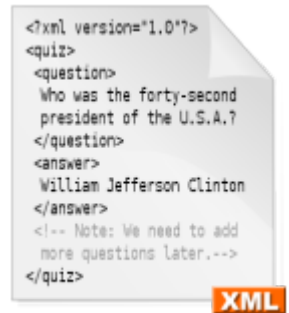 <?xml version="1.0"?>
<quiz>
<question>
Who was the forty-second
president of the U.S.A.?
</question>
<answer>
William Jefferson Clinton
</answer>
<!-- Note: We need to add
more questions later.-->
</quiz>
XML